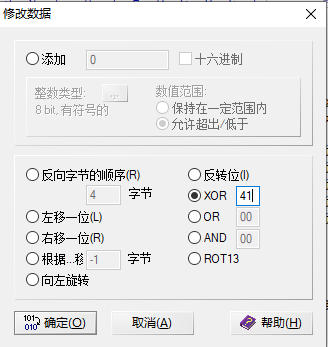 修改数据
添加 0 十六进制
整数类型: ... 数值范围:
8 bit, 有符号的 保持在一定范围内
允许超出/低于
反向字节的顺序(R) 反转位(I)
4 字节 XOR 41
左移一位(L) OR 00
右移一位(R) AND 00
根据...移 -1 字节 ROT13
向左旋转
确定(O) 取消(A) 帮助(H)